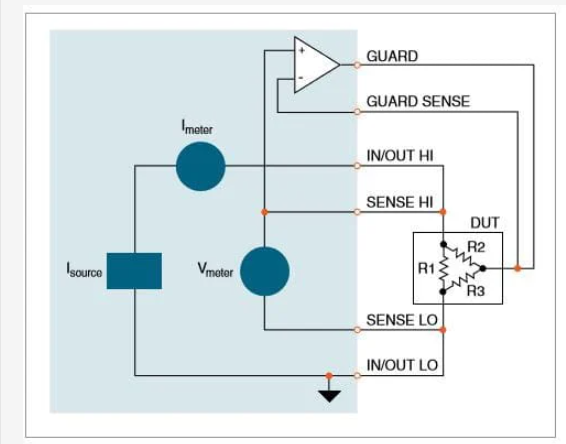 +
-
GUARD
GUARD SENSE
Imeter
IN/OUT HI
SENSE HI
DUT
R2
R1
R3
Isource
Vmeter
SENSE LO
IN/OUT LO